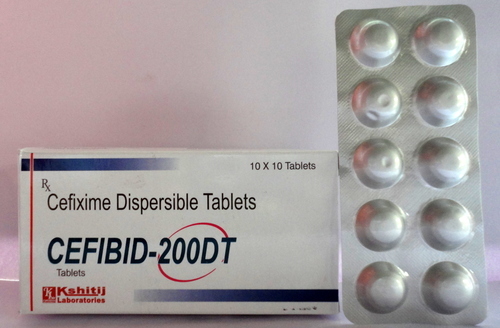 10 X 10 Tablets
Rx
Cefixime Dispersible Tablets
CEFIBID-200DT
Tablets
Kshitij
Laboratories